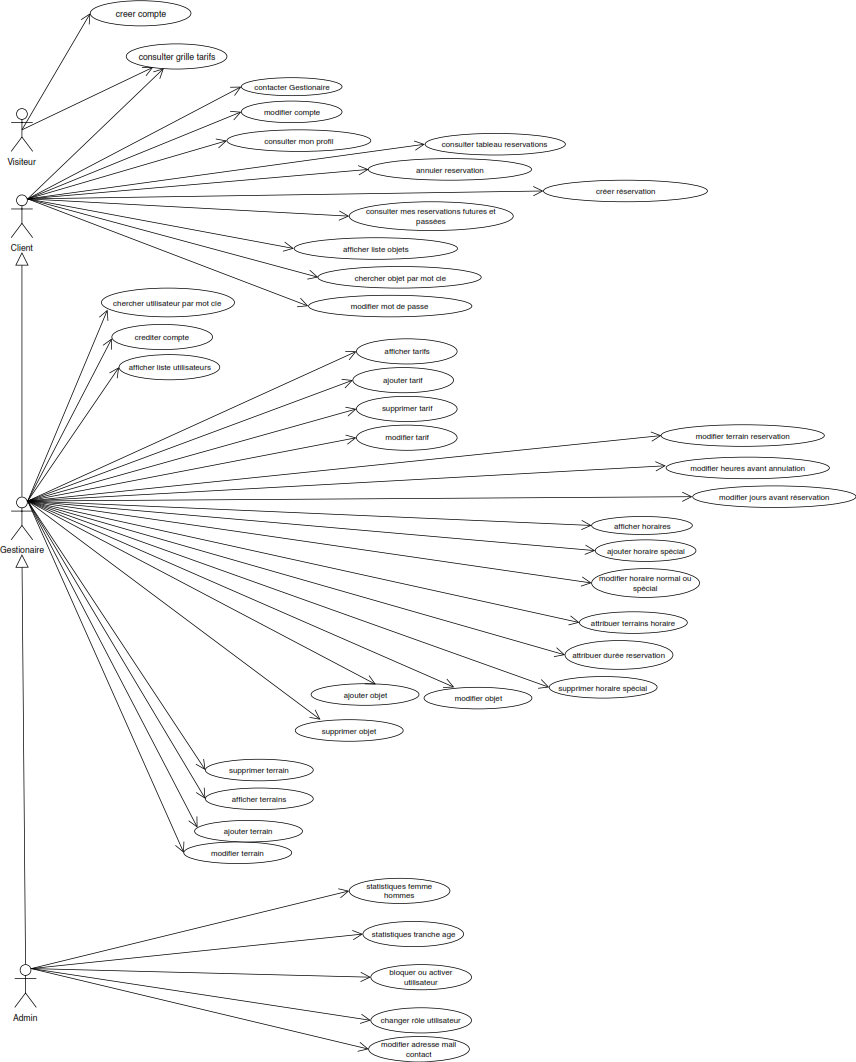 creer compte
consulter grille tarifs
contacter Gestionaire
modifier compte
consulter mon profil
consulter tableau reservations
Visiteur
annuler reservation
créer réservation
consulter mes reservations futures et
passées
Client
afficher liste objets
chercher objet par mot cle
chercher utilisateur par mot cle
modifier mot de passe
crediter compte
afficher tarifs
afficher liste utilisateurs
ajouter tarif
supprimer tarif
modifier tarif
modifier terrain reservation
modifier heures avant annulation
modifier jours avant réservation
afficher horaires
Gestionaire
ajouter horaire spécial
modifier horaire normal ou
spécial
attribuer terrains horaire
attribuer durée reservation
supprimer horaire spécial
ajouter objet
modifier objet
supprimer objet
supprimer terrain
afficher terrains
ajouter terrain
modifier terrain
statistiques femme
hommes
statistiques tranche age
bloquer ou activer
utilisateur
Admin
changer rôle utilisateur
modifier adresse mail
contact